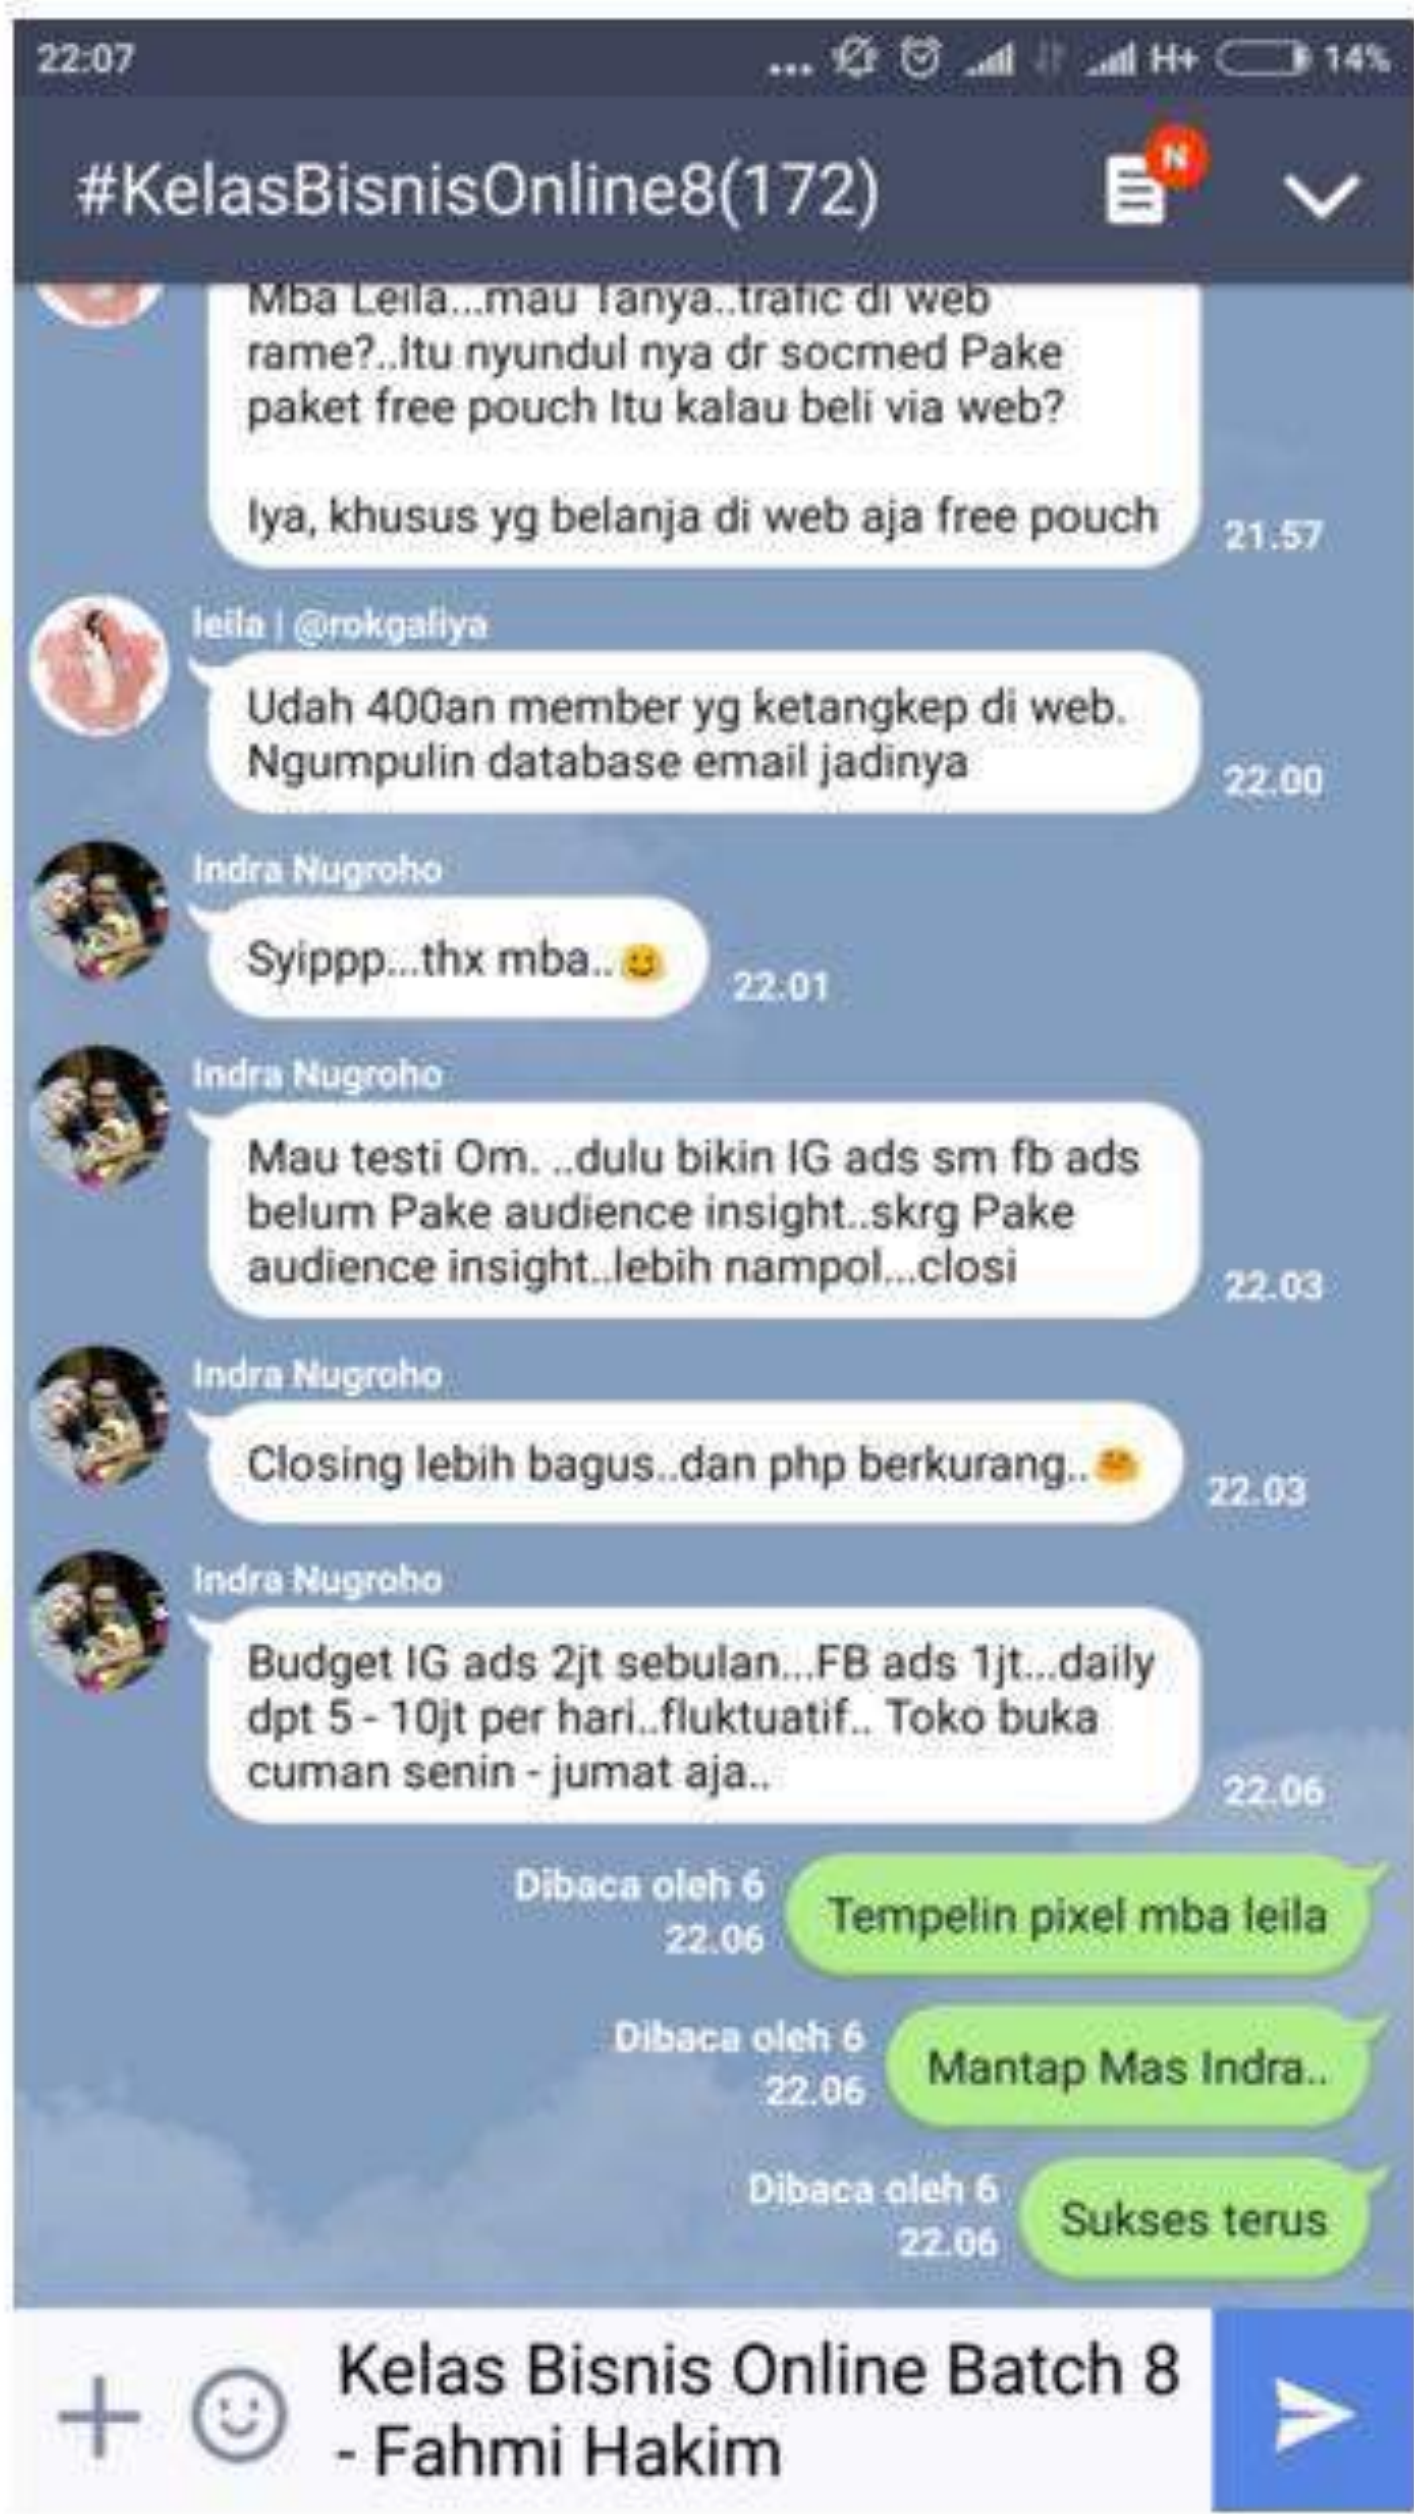 22:07
... H+ 14%
#KelasBisnisOnline8(172)
N
Mba Leila...mau Tanya..trafic di web
rame?..Itu nyundul nya dr socmed Pake
paket free pouch Itu kalau beli via web?
Iya, khusus yg belanja di web aja free pouch
21.57
leila | @rokgaliya
Udah 400an member yg ketangkep di web.
Ngumpulin database email jadinya
22.00
Indra Nugroho
Syippp...thx mba..
22.01
Indra Nugroho
Mau testi Om. ..dulu bikin IG ads sm fb ads
belum Pake audience insight..skrg Pake
audience insight..lebih nampol...closi
22.03
Indra Nugroho
Closing lebih bagus..dan php berkurang..
22.03
Indra Nugroho
Budget IG ads 2jt sebulan...FB ads 1jt...daily
dpt 5 - 10jt per hari..fluktuatif.. Toko buka
cuman senin - jumat aja..
22.06
Dibaca oleh 6
22.06
Tempelin pixel mba leila
Dibaca oleh 6
22.06
Mantap Mas Indra..
Dibaca oleh 6
22.06
Sukses terus
Kelas Bisnis Online Batch 8
- Fahmi Hakim